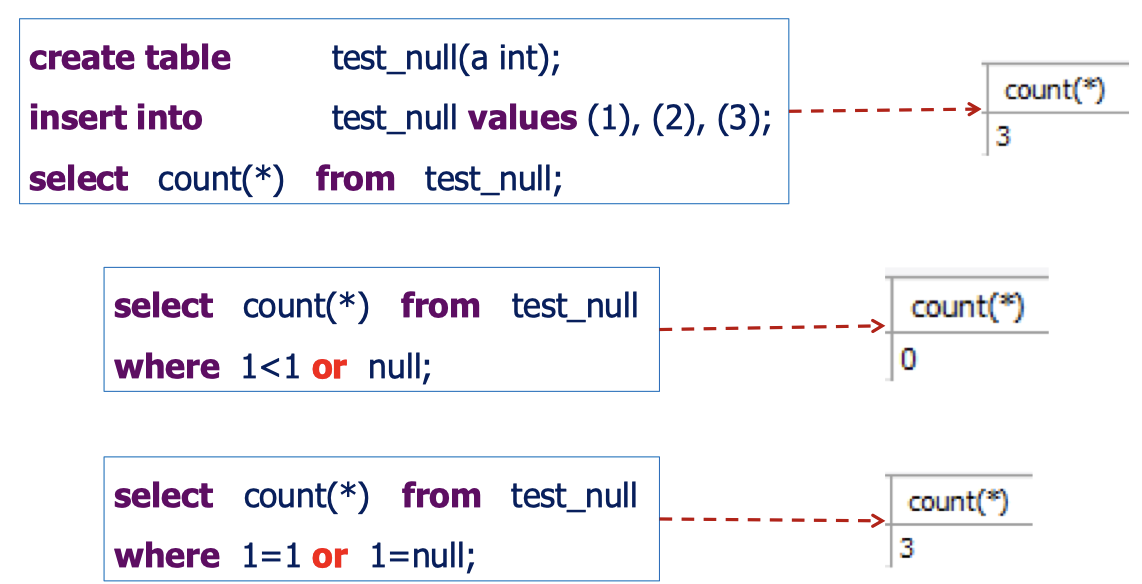 create table test_null(a int);
insert into test_null values (1), (2), (3);
select count(*) from test_null;
count(*)
3
select count(*) from test_null
where 1<1 or null;
count(*)
0
select count(*) from test_null
where 1=1 or 1=null;
count(*)
3